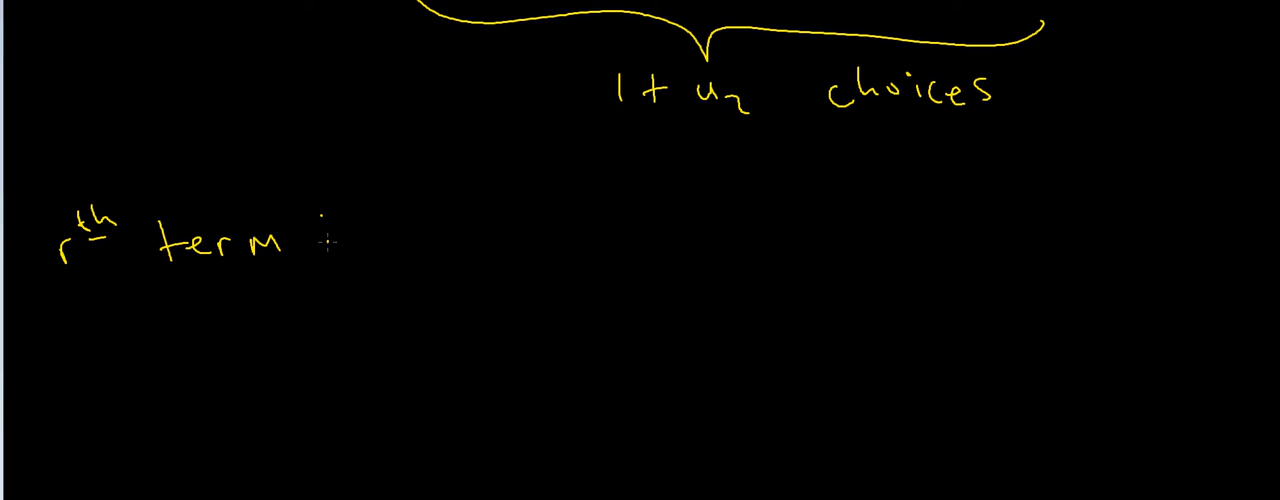 1 + u₂ choices
rᵗʰ term :